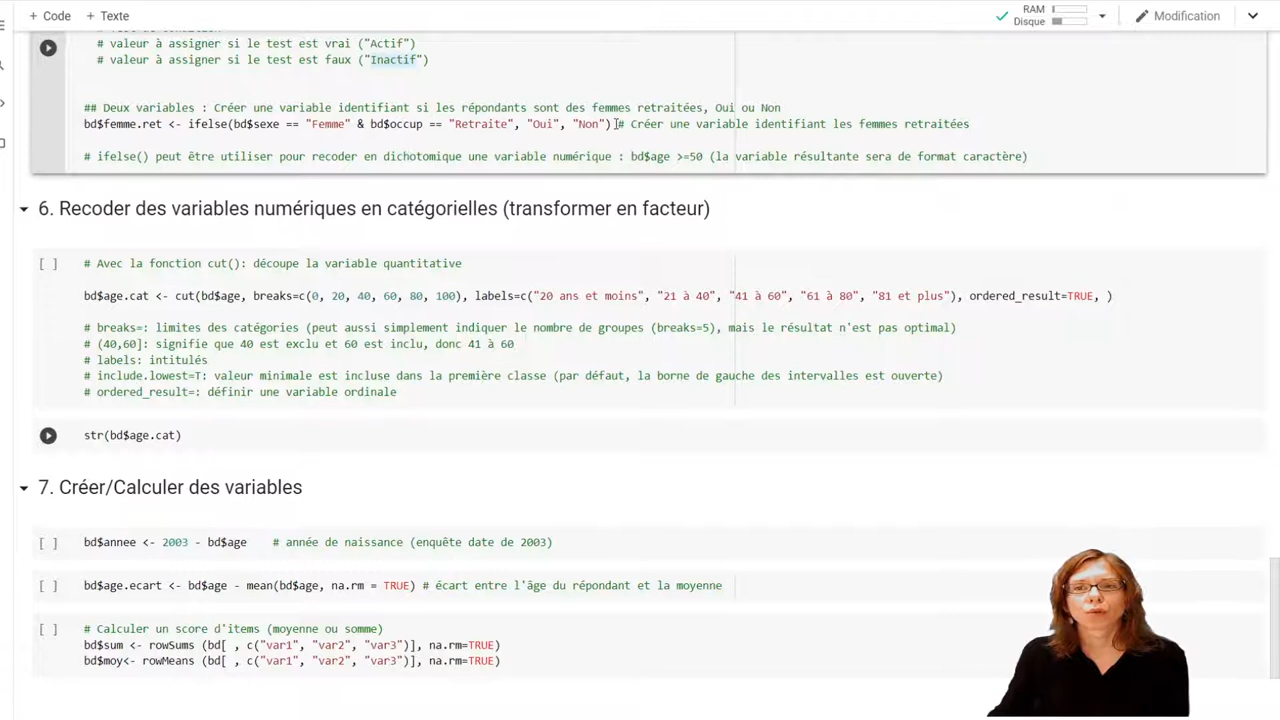 + Code + Texte
RAM
Disque
Modification
# valeur à assigner si le test est vrai ("Actif")
# valeur à assigner si le test est faux ("Inactif")
## Deux variables : Créer une variable identifiant si les répondants sont des femmes retraitées, Oui ou Non
bd$femme.ret <- ifelse(bd$sexe == "Femme" & bd$occup == "Retraite", "Oui", "Non") # Créer une variable identifiant les femmes retraitées
# ifelse() peut être utiliser pour recoder en dichotomique une variable numérique : bd$age >=50 (la variable résultante sera de format caractère)
6. Recoder des variables numériques en catégorielles (transformer en facteur)
[ ] # Avec la fonction cut(): découpe la variable quantitative
bd$age.cat <- cut(bd$age, breaks=c(0, 20, 40, 60, 80, 100), labels=c("20 ans et moins", "21 à 40", "41 à 60", "61 à 80", "81 et plus"), ordered_result=TRUE, )
# breaks=: limites des catégories (peut aussi simplement indiquer le nombre de groupes (breaks=5), mais le résultat n'est pas optimal)
# (40,60]: signifie que 40 est exclu et 60 est inclu, donc 41 à 60
# labels: intitulés
# include.lowest=T: valeur minimale est incluse dans la première classe (par défaut, la borne de gauche des intervalles est ouverte)
# ordered_result=: définir une variable ordinale
str(bd$age.cat)
7. Créer/Calculer des variables
[ ] bd$annee <- 2003 - bd$age # année de naissance (enquête date de 2003)
[ ] bd$age.ecart <- bd$age - mean(bd$age, na.rm = TRUE) # écart entre l'âge du répondant et la moyenne
[ ] # Calculer un score d'items (moyenne ou somme)
bd$sum <- rowSums (bd[ , c("var1", "var2", "var3")], na.rm=TRUE)
bd$moy<- rowMeans (bd[ , c("var1", "var2", "var3")], na.rm=TRUE)